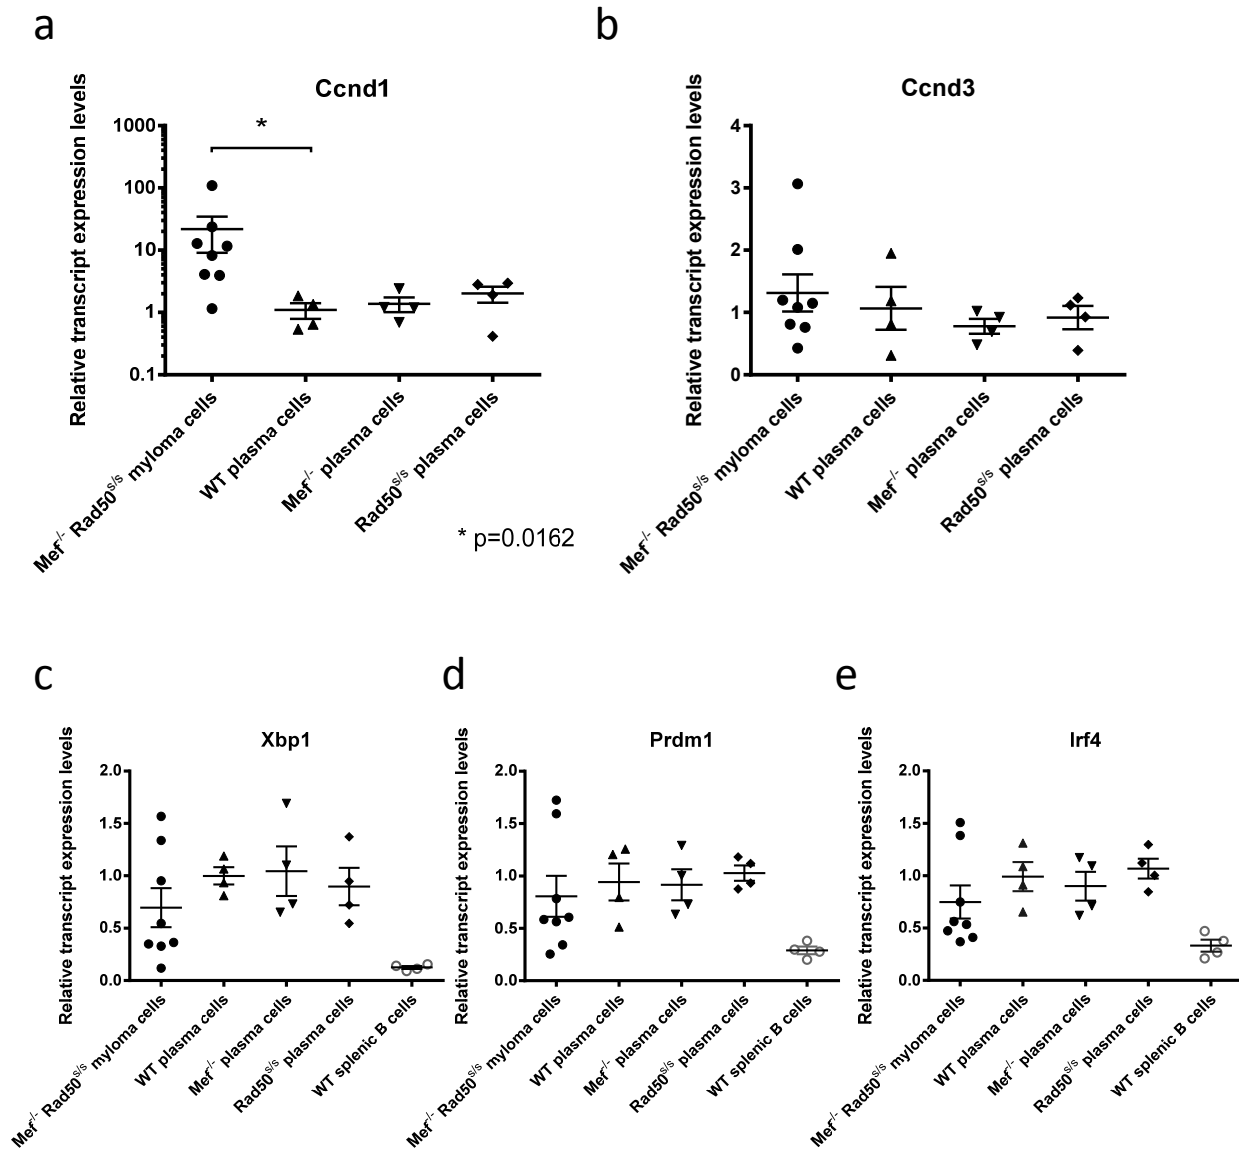 a
Ccnd1
Relative transcript expression levels
1000
100
10
1
0.1
*
Mef-/- Rad50s/s myloma cells
WT plasma cells
Mef-/- plasma cells
Rad50s/s plasma cells
* p=0.0162
b
Ccnd3
Relative transcript expression levels
4
3
2
1
0
Mef-/- Rad50s/s myloma cells
WT plasma cells
Mef-/- plasma cells
Rad50s/s plasma cells
c
Xbp1
Relative transcript expression levels
2.0
1.5
1.0
0.5
0.0
Mef-/- Rad50s/s myloma cells
WT plasma cells
Mef-/- plasma cells
Rad50s/s plasma cells
WT splenic B cells
d
Prdm1
Relative transcript expression levels
2.0
1.5
1.0
0.5
0.0
Mef-/- Rad50s/s myloma cells
WT plasma cells
Mef-/- plasma cells
Rad50s/s plasma cells
WT splenic B cells
e
Irf4
Relative transcript expression levels
2.0
1.5
1.0
0.5
0.0
Mef-/- Rad50s/s myloma cells
WT plasma cells
Mef-/- plasma cells
Rad50s/s plasma cells
WT splenic B cells